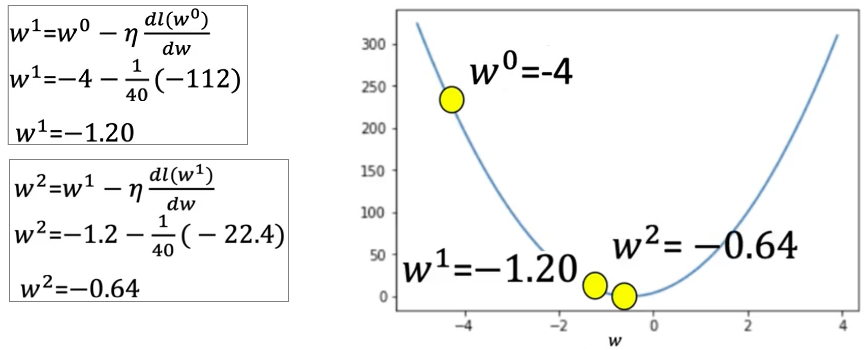 w¹=w⁰ − η dl(w⁰)/dw
w¹=−4 − 1/40 (−112)
w¹=−1.20
w²=w¹ − η dl(w¹)/dw
w²=−1.2 − 1/40 (− 22.4)
w²=−0.64
300
250
200
150
100
50
0
w⁰=-4
w¹=−1.20
w²= −0.64
−4
−2
0
2
4
w